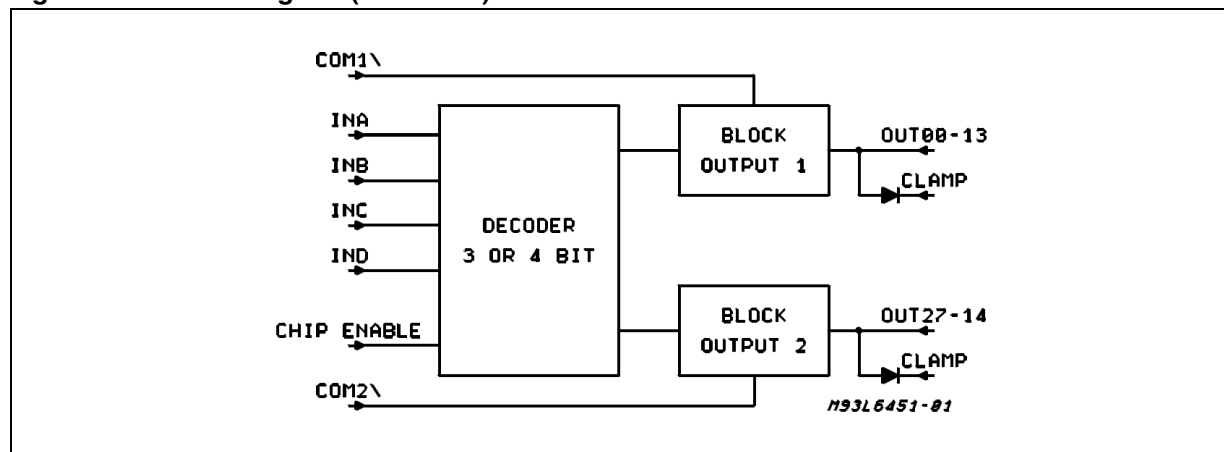 COM1\
INA
INB
INC
IND
CHIP ENABLE
COM2\
DECODER
3 OR 4 BIT
BLOCK
OUTPUT 1
OUT00-13
CLAMP
BLOCK
OUTPUT 2
OUT27-14
CLAMP
M93L6451-01